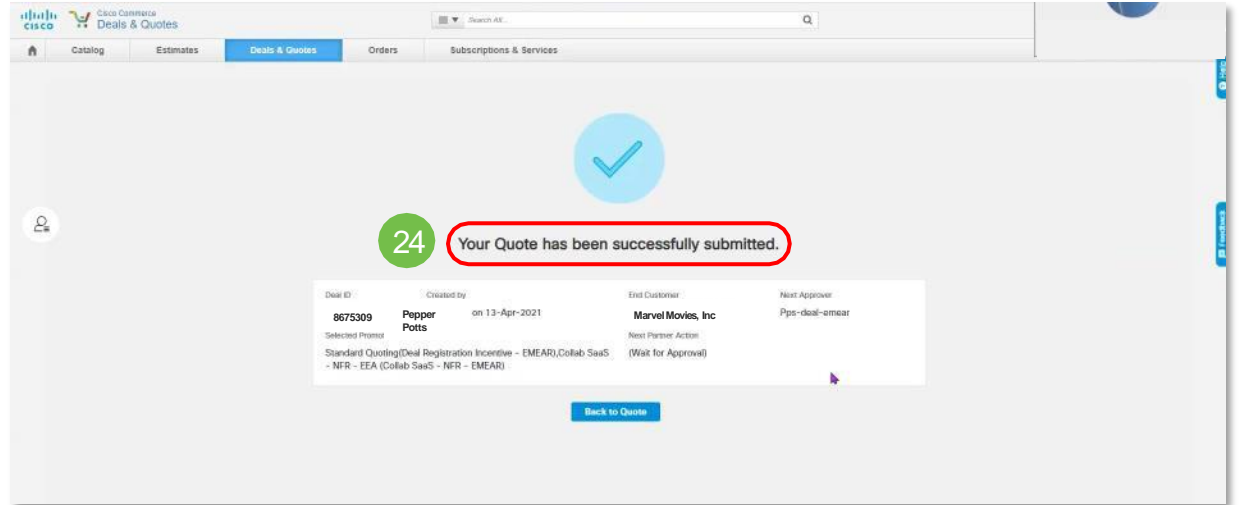 Cisco Commerce
Deals & Quotes
CISCO
Search All...
Catalog
Estimates
Deals & Quotes
Orders
Subscriptions & Services
Help
24
Your Quote has been successfully submitted.
Feedback
Deal ID
Created by
End Customer
Next Approver
8675309
Pepper Potts
on 13-Apr-2021
Marvel Movies, Inc
Pps-deal-emear
Selected Promot
Next Partner Action
Standard Quoting(Deal Registration Incentive - EMEAR),Collab SaaS
- NFR - EEA (Collab SaaS - NFR - EMEAR)
(Wait for Approval)
Back to Quote